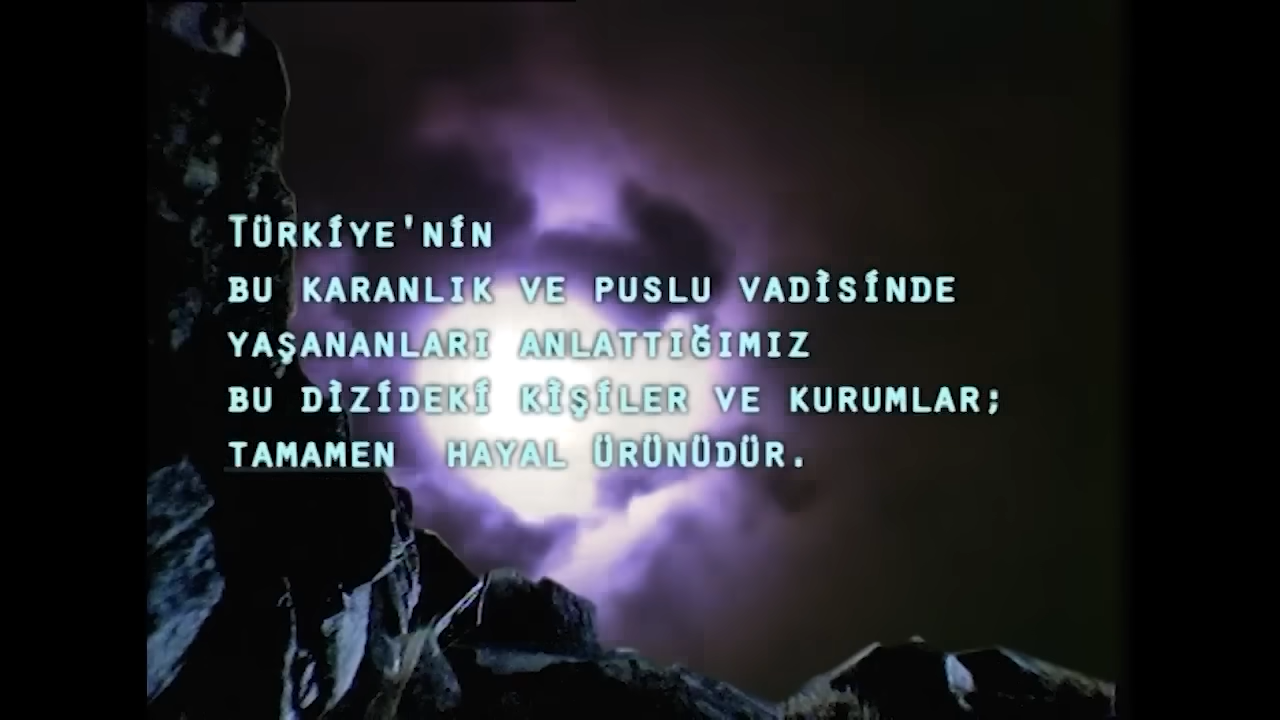 TÜRKİYE'NİN
BU KARANLIK VE PUSLU VADİSİNDE
YAŞANANLARI ANLATTIĞIMIZ
BU DİZİDEKİ KİŞİLER VE KURUMLAR;
TAMAMEN HAYAL ÜRÜNÜDÜR.